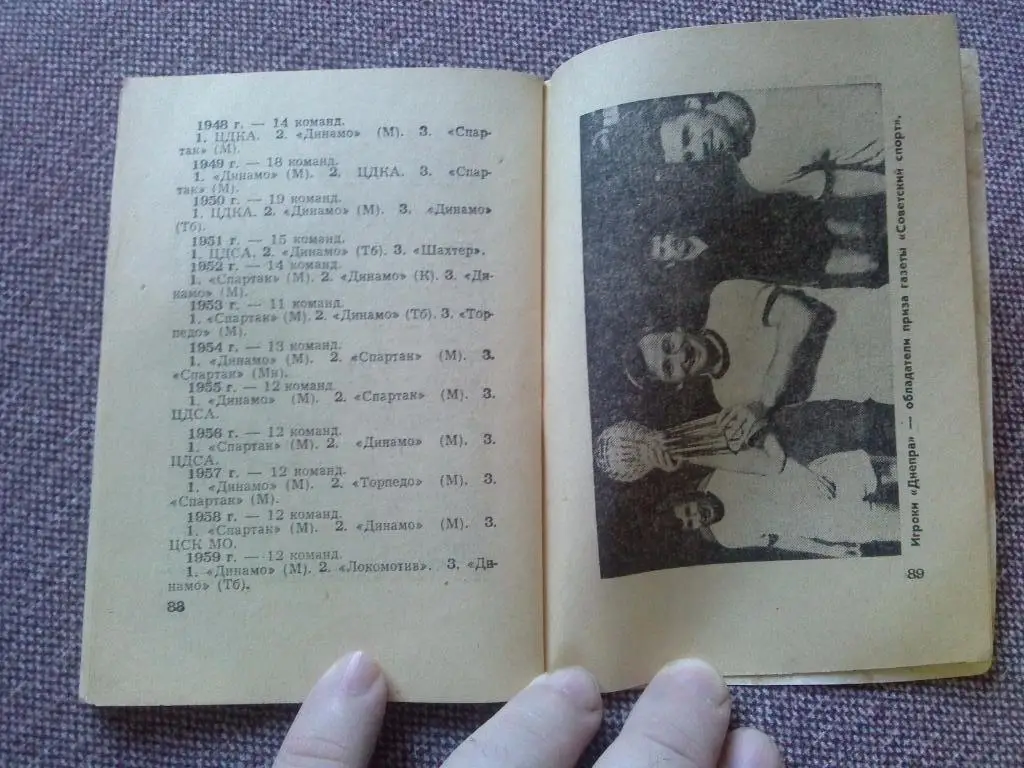 1948 г. — 14 команд.
1. ЦДКА. 2. «Динамо» (М). 3. «Спар-
так» (М).
1949 г. — 18 команд.
1. «Динамо» (М). 2. ЦДКА. 3. «Спар-
так» (М).
1950 г. — 19 команд.
1. ЦДКА. 2. «Динамо» (М). 3. «Динамо»
(Тб).
1951 г. — 15 команд.
1. ЦДСА. 2. «Динамо» (Тб). 3. «Шахтер».
1952 г. — 14 команд.
1. «Спартак» (М). 2. «Динамо» (К). 3. «Ди-
намо» (М).
1953 г. — 11 команд.
1. «Спартак» (М). 2. «Динамо» (Тб). 3. «Тор-
педо» (М).
1954 г. — 13 команд.
1. «Динамо» (М). 2. «Спартак» (М). 3.
«Спартак» (Мн).
1955 г. — 12 команд.
1. «Динамо» (М). 2. «Спартак» (М). 3.
ЦДСА.
1956 г. — 12 команд.
1. «Спартак» (М). 2. «Динамо» (М). 3.
ЦДСА.
1957 г. — 12 команд.
1. «Динамо» (М). 2. «Торпедо» (М). 3.
«Спартак» (М).
1958 г. — 12 команд.
1. «Спартак» (М). 2. «Динамо» (М). 3.
ЦСК МО.
1959 г. — 12 команд.
1. «Динамо» (М). 2. «Локомотив». 3. «Ди-
намо» (Тб).
88
Игроки «Днепра» — обладатели приза газеты «Советский спорт».
89